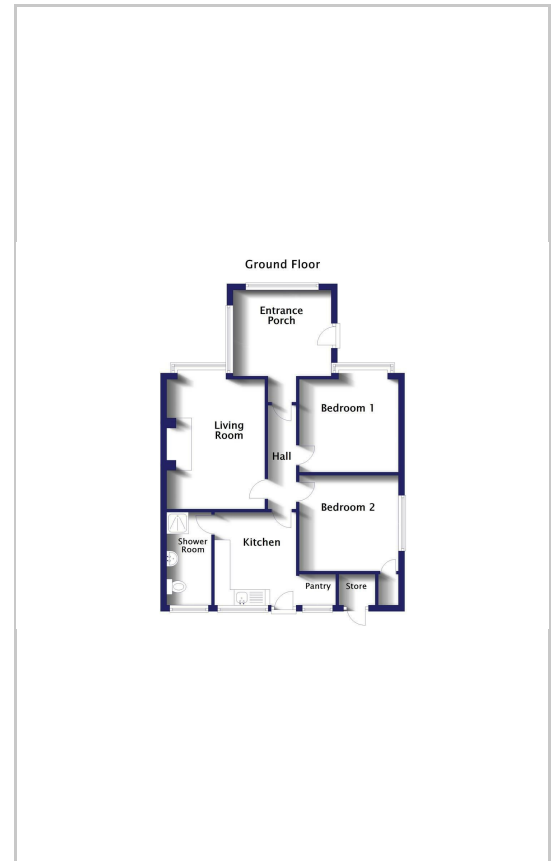 Ground Floor
Entrance
Porch
Bedroom 1
Living
Room
Hall
Bedroom 2
Kitchen
Shower
Room
Pantry
Store